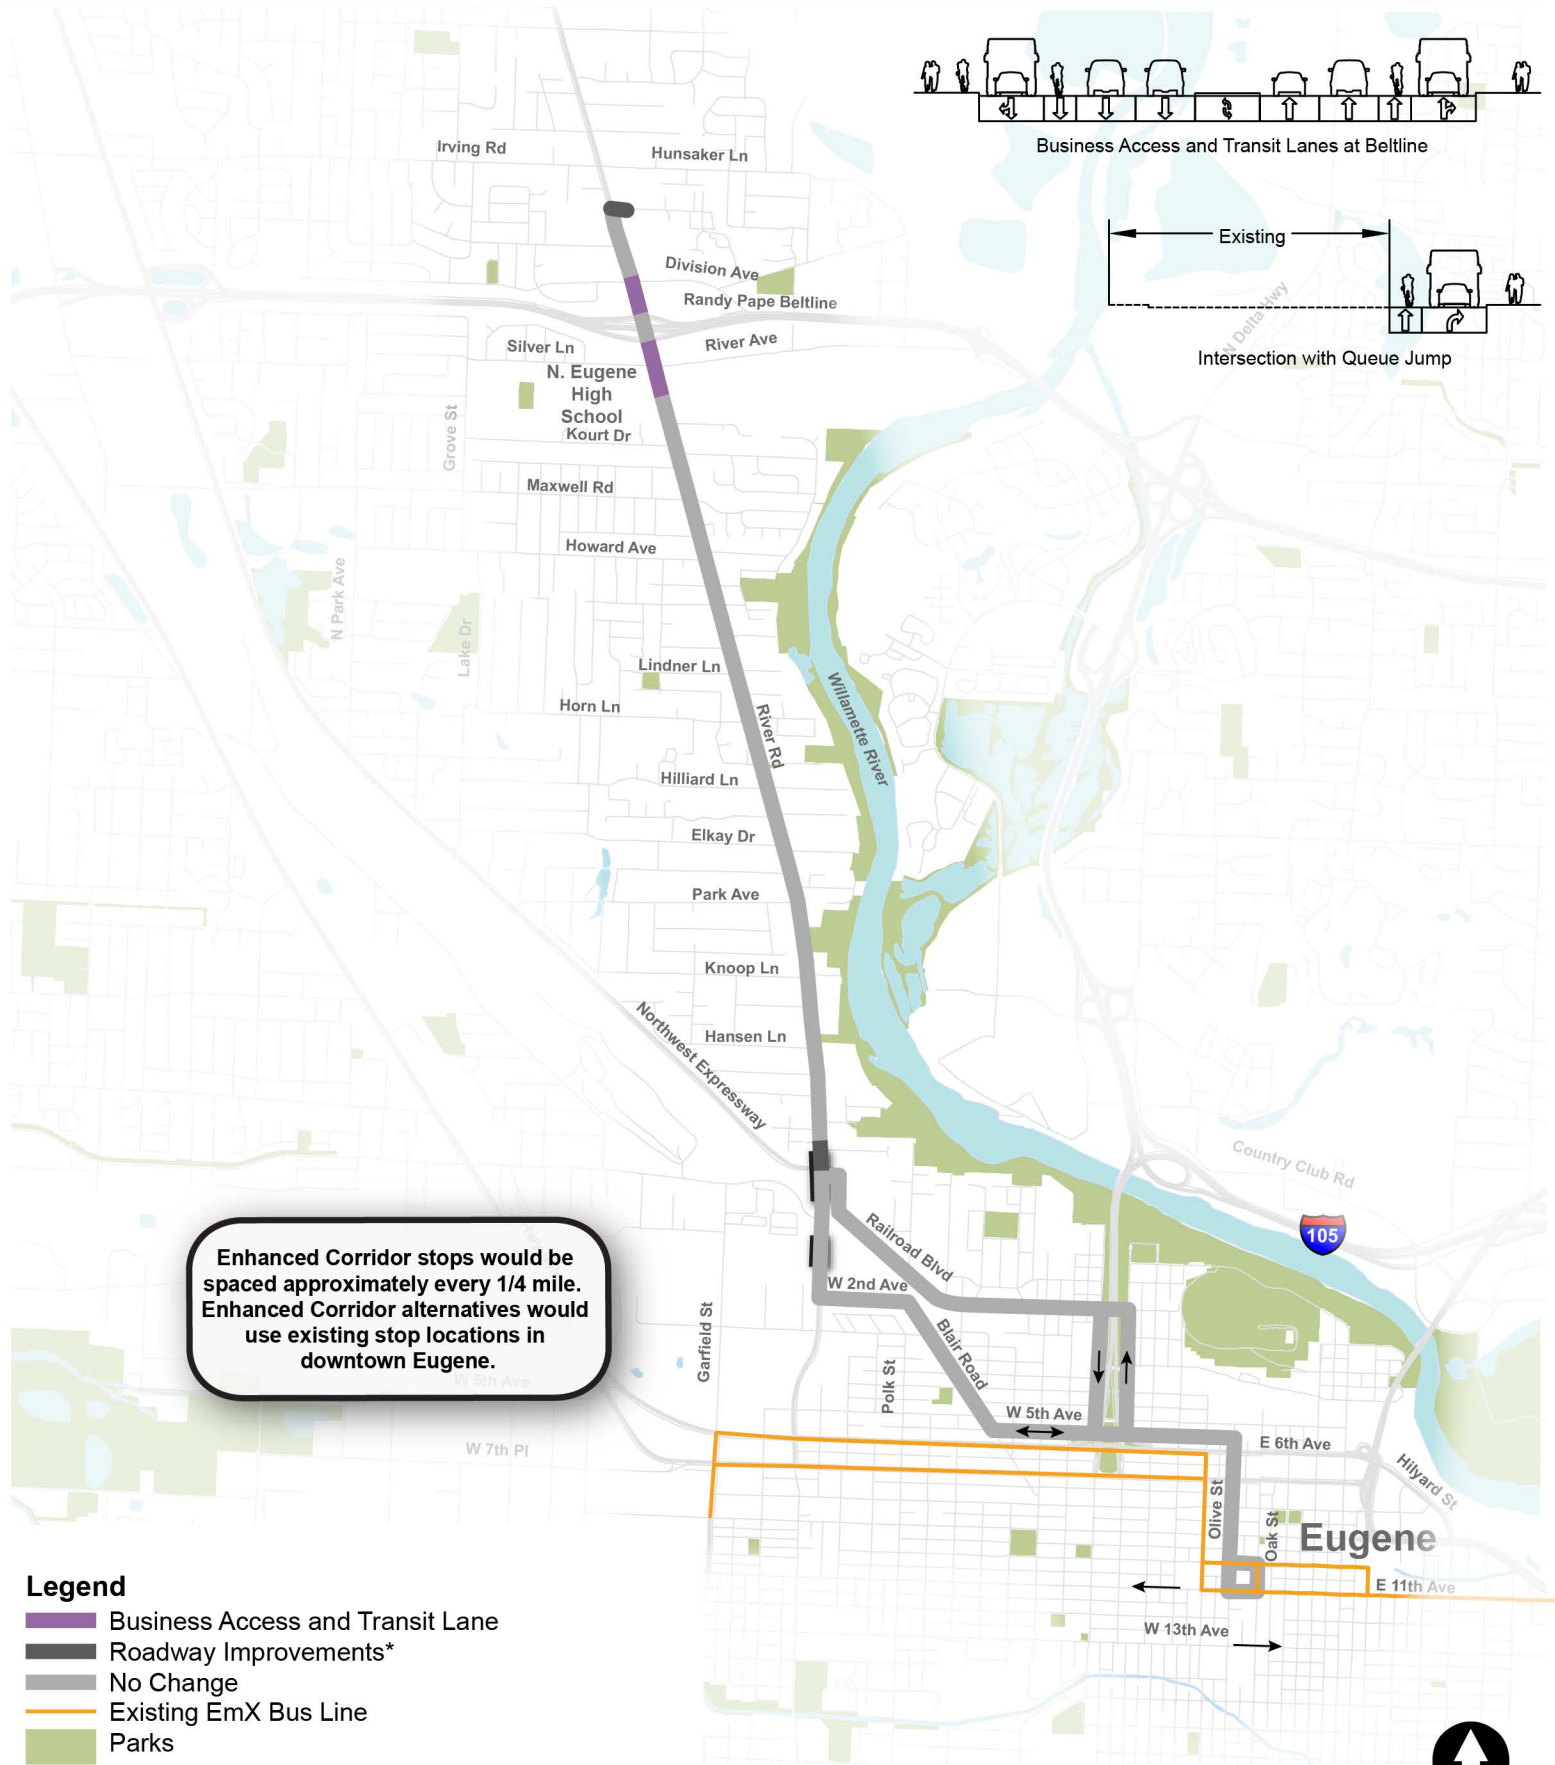 Business Access and Transit Lanes at Beltline
Existing
Intersection with Queue Jump
Irving Rd
Hunsaker Ln
Division Ave
Randy Pape Beltline
River Ave
Silver Ln
N. Eugene
High
School
Kourt Dr
N Delta Hwy
Grove St
Maxwell Rd
Howard Ave
N Park Ave
Lake Dr
Lindner Ln
Horn Ln
River Rd
Willamette River
Hilliard Ln
Elkay Dr
Park Ave
Knoop Ln
Hansen Ln
Northwest Expressway
Country Club Rd
105
Railroad Blvd
W 2nd Ave
Blair Road
Garfield St
Polk St
Enhanced Corridor stops would be
spaced approximately every 1/4 mile.
Enhanced Corridor alternatives would
use existing stop locations in
downtown Eugene.
W 5th Ave
W 5th Ave
W 7th Pl
E 6th Ave
Hilyard St
Olive St
Oak St
Eugene
E 11th Ave
W 13th Ave
Legend
Business Access and Transit Lane
Roadway Improvements*
No Change
Existing EmX Bus Line
Parks